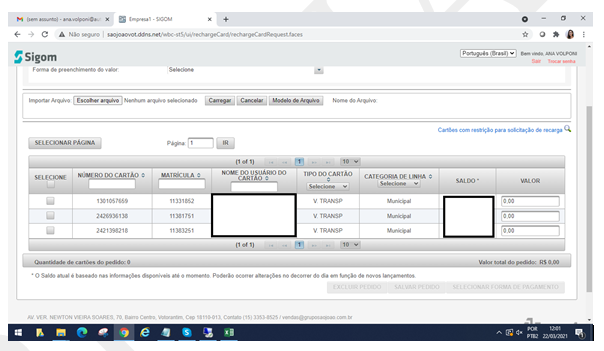 (sem assunto) - ana.volponi@au
Empresa1 - SIGOM
Não seguro | saojoaovot.ddns.net/wbc-st5/ui/rechargeCard/rechargeCardRequest.faces
Sigom
Português (Brasil)
Bem vindo, ANA VOLPONI
Sair Trocar senha
Forma de preenchimento do valor:
Selecione
Importar Arquivo: Escolher arquivo Nenhum arquivo selecionado. Carregar Cancelar Modelo de Arquivo Nome do Arquivo:
Cartões com restrição para solicitação de recarga
SELECIONAR PÁGINA Página: 1 IR
(1 of 1) 1 10
SELECIONE NÚMERO DO CARTÃO MATRÍCULA NOME DO USUÁRIO DO CARTÃO TIPO DO CARTÃO CATEGORIA DE LINHA SALDO * VALOR
Selecione Selecione
1301057659 11331852 V. TRANSP Municipal 0,00
2426936138 11381751 V. TRANSP Municipal 0,00
2421398218 11383251 V. TRANSP Municipal 0,00
(1 of 1) 1 10
Quantidade de cartões do pedido: 0 Valor total do pedido: R$ 0,00
* O Saldo atual é baseado nas informações disponíveis até o momento. Poderão ocorrer alterações no decorrer do dia em função de novos lançamentos.
EXCLUIR PEDIDO SALVAR PEDIDO SELECIONAR FORMA DE PAGAMENTO
AV. VER. NEWTON VIEIRA SOARES, 70, Bairro Centro, Votorantim, Cep 18110-013, Contato (15) 3353-8525 / vendas@gruposaojoao.com.br
POR 12:01
PTB2 22/03/2021